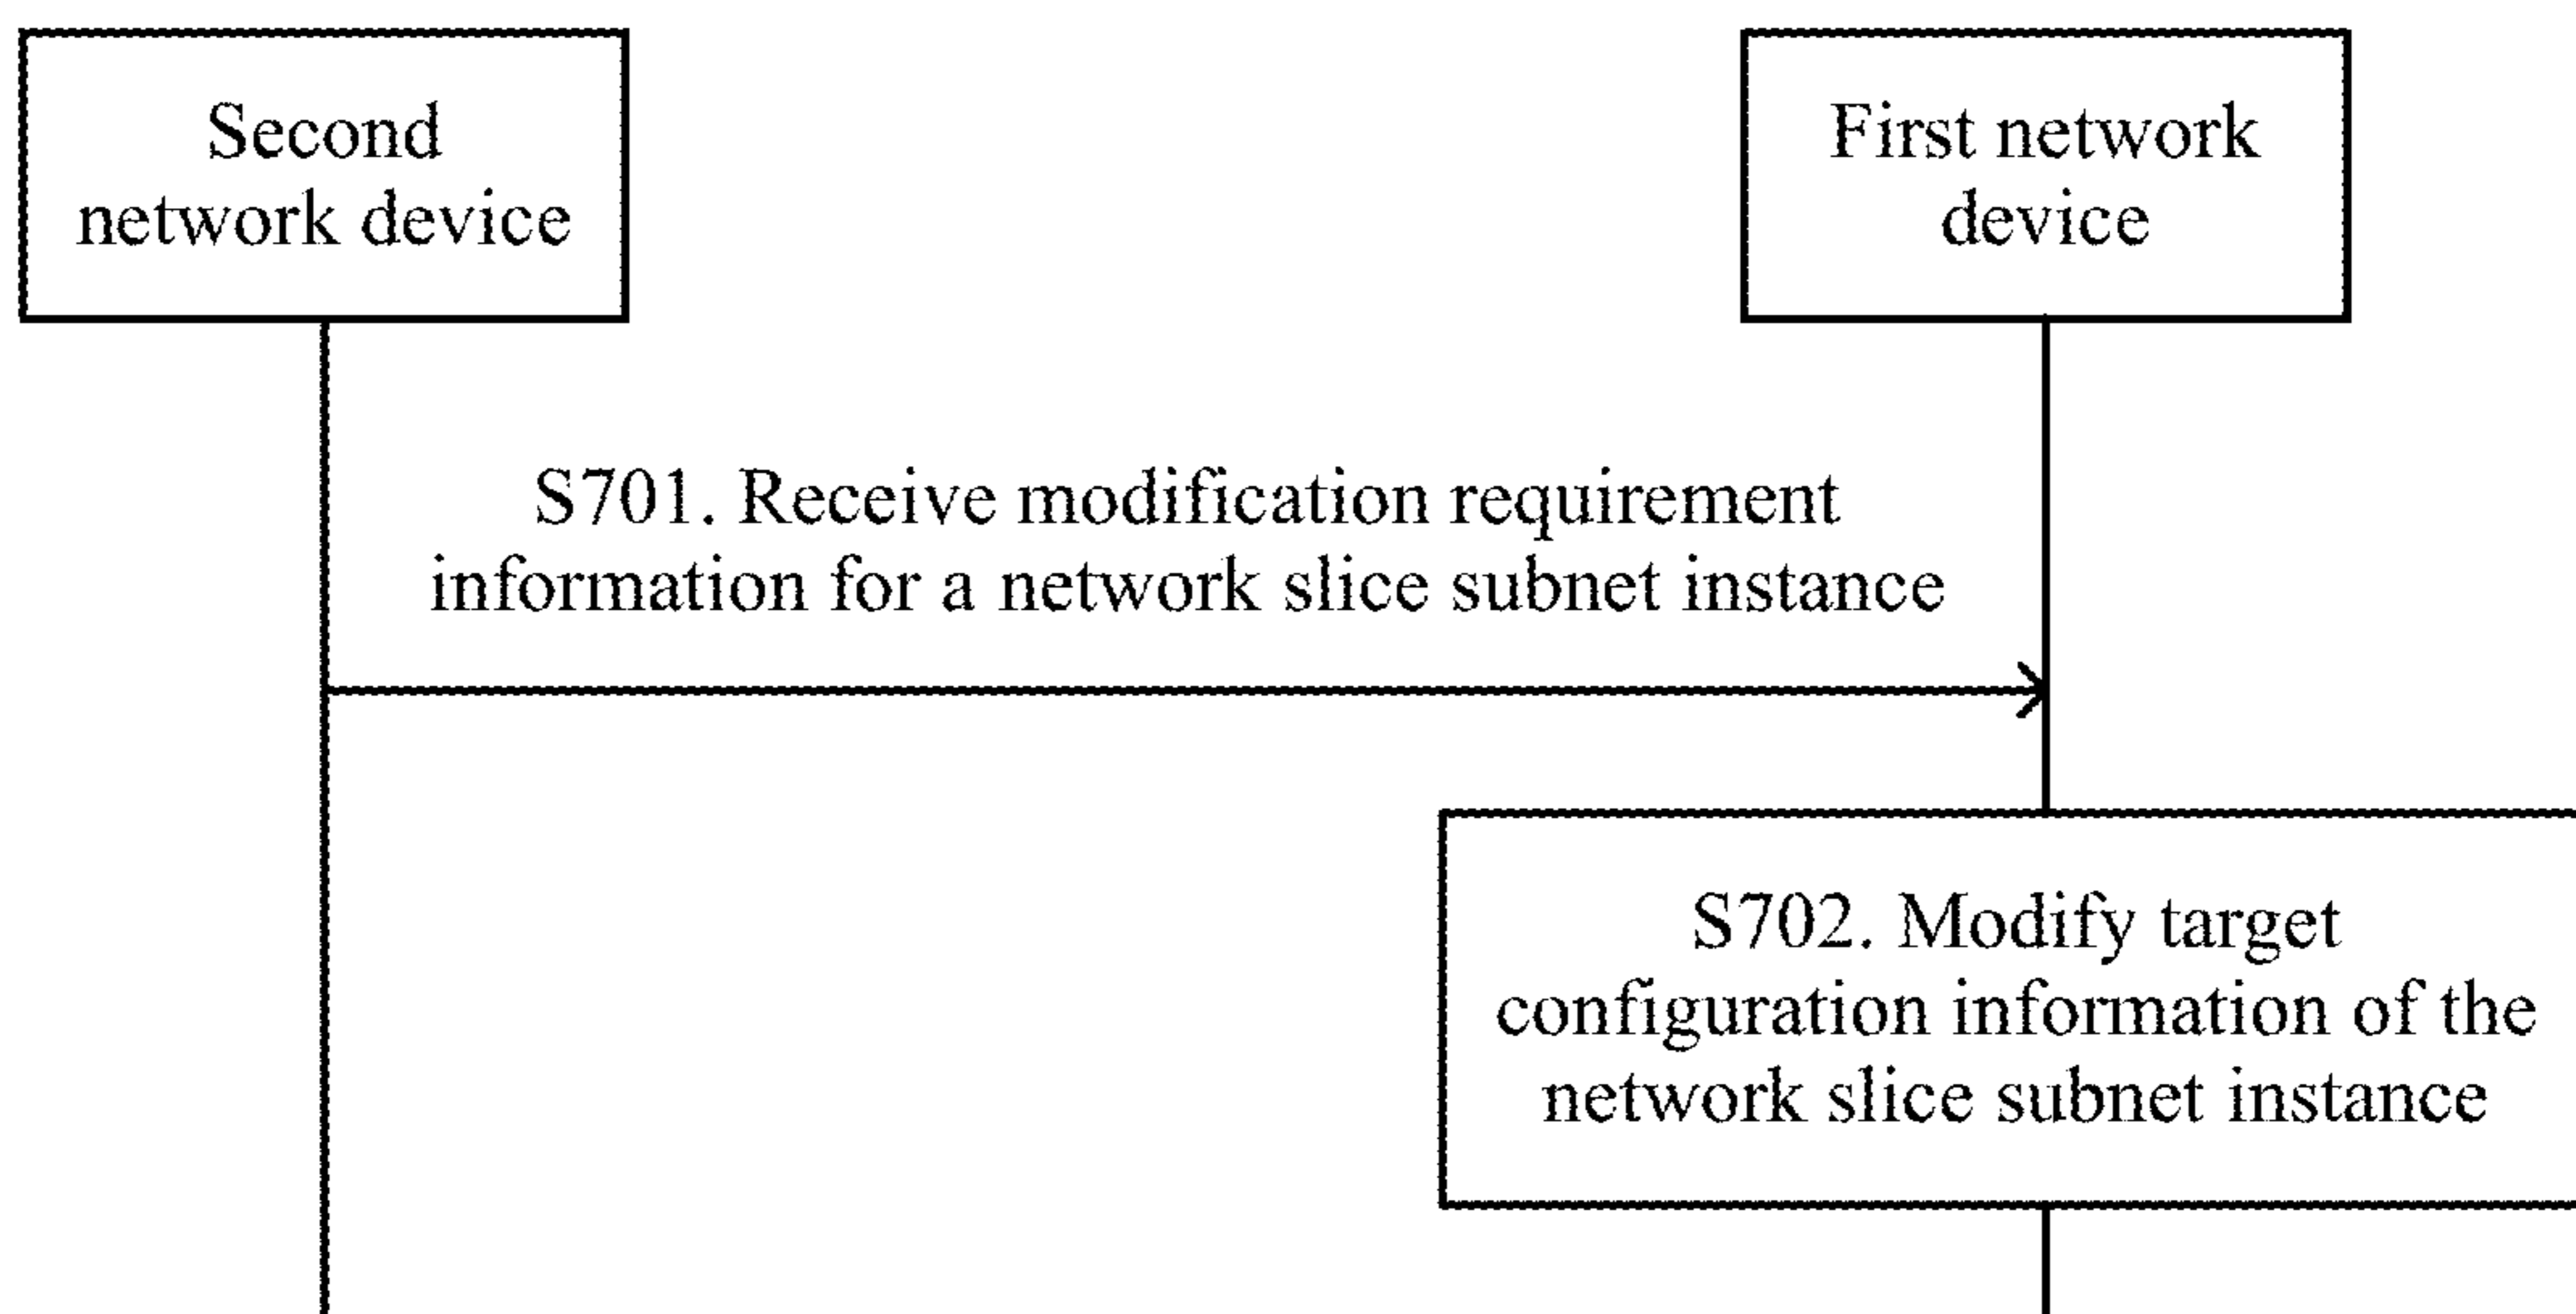 Second
network device
First network
device
S701. Receive modification requirement
information for a network slice subnet instance
S702. Modify target
configuration information of the
network slice subnet instance